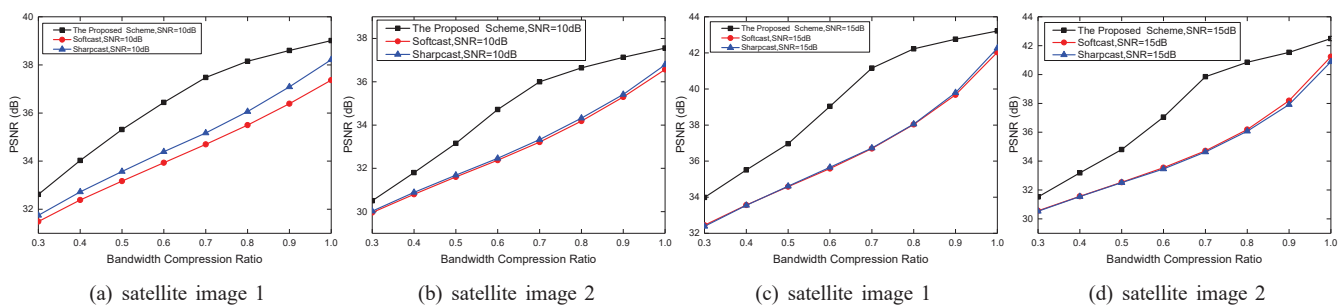 40
38
36
34
32
PSNR (dB)
The Proposed Scheme,SNR=10dB
Softcast,SNR=10dB
Sharpcast,SNR=10dB
0.3 0.4 0.5 0.6 0.7 0.8 0.9 1.0
Bandwidth Compression Ratio
(a) satellite image 1
38
36
34
32
30
PSNR (dB)
The Proposed Scheme,SNR=10dB
Softcast,SNR=10dB
Sharpcast,SNR=10dB
0.3 0.4 0.5 0.6 0.7 0.8 0.9 1.0
Bandwidth Compression Ratio
(b) satellite image 2
44
42
40
38
36
34
32
PSNR (dB)
The Proposed Scheme,SNR=15dB
Softcast,SNR=15dB
Sharpcast,SNR=15dB
0.3 0.4 0.5 0.6 0.7 0.8 0.9 1.0
Bandwidth Compression Ratio
(c) satellite image 1
44
42
40
38
36
34
32
30
PSNR (dB)
The Proposed Scheme,SNR=15dB
Softcast,SNR=15dB
Sharpcast,SNR=15dB
0.3 0.4 0.5 0.6 0.7 0.8 0.9 1.0
Bandwidth Compression Ratio
(d) satellite image 2